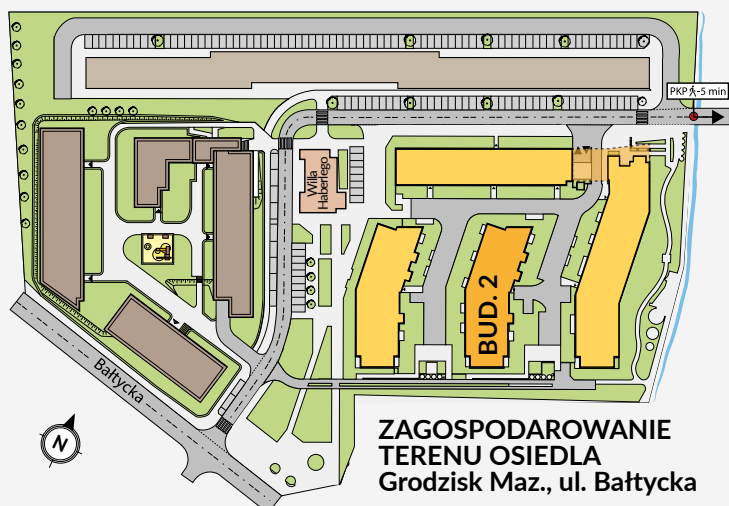 PKP -5 min
Willa
Haberlego
BUD. 2
Bałtycka
N
ZAGOSPODAROWANIE
TERENU OSIEDLA
Grodzisk Maz., ul. Bałtycka